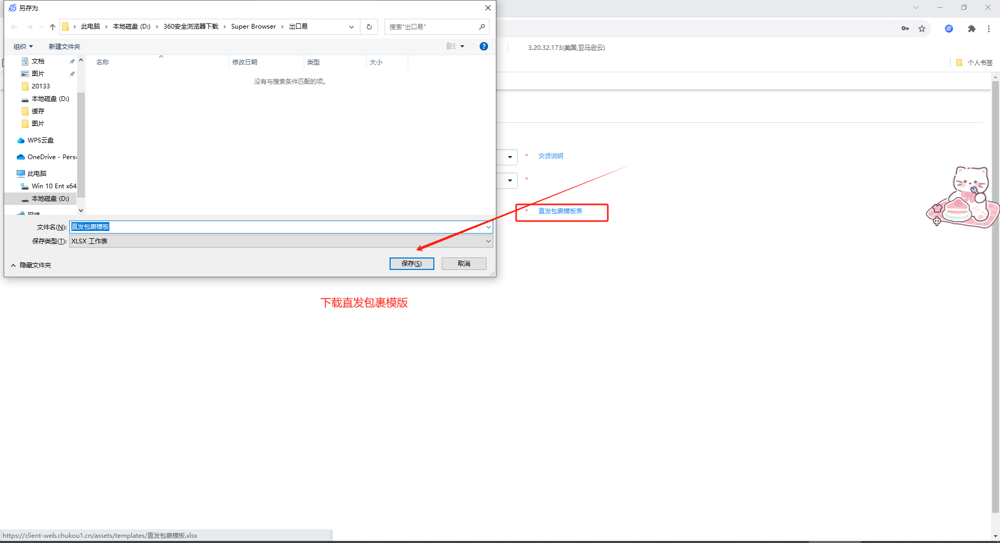 另存为
此电脑 › 本地磁盘 (D:) › 360安全浏览器下载 › Super Browser › 出口易
搜索"出口易"
组织
新建文件夹
3.20.32.173(美国,亚马逊云)
个人书签
文档
图片
20133
本地磁盘 (D:)
缓存
图片
WPS云盘
OneDrive - Pers
此电脑
Win 10 Ent x64
本地磁盘 (D:)
网络
名称
修改日期
类型
大小
没有与搜索条件匹配的项。
* 交货说明
*
* 直发包裹模板表
文件名(N): 直发包裹模板
保存类型(T): XLSX 工作表
隐藏文件夹
保存(S)
取消
下载直发包裹模版
https://client-web.chukou1.cn/assets/templates/直发包裹模板.xlsx